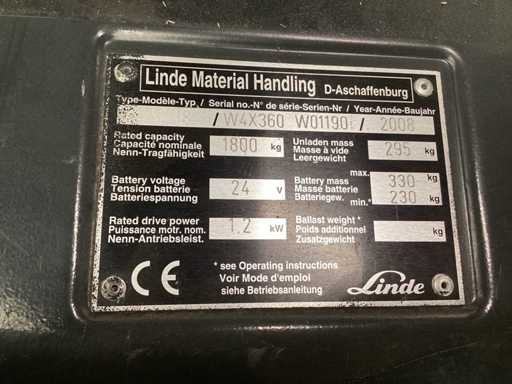 Linde Material Handling D-Aschaffenburg
Type-Modèle-Typ / Serial no.-N° de série-Serien-Nr / Year-Année-Baujahr
/ W4X360 / 2008
Rated capacity
Capacité nominale
Nenn-Tragfähigkeit
1800 kg
Unladen mass
Masse à vide
Leergewicht
295 kg
Battery voltage
Tension batterie
Batteriespannung
24 V
max.
Battery mass
Masse batterie
Batteriegew. min.*
330
230 kg
Rated drive power
Puissance motr. nom.
Nenn-Antriebsleist.
1.2 kW
Ballast weight *
Poids additionnel
Zusatzgewicht
kg
CE
* see Operating instructions
Voir Mode d'emploi
siehe Betriebsanleitung
Linde